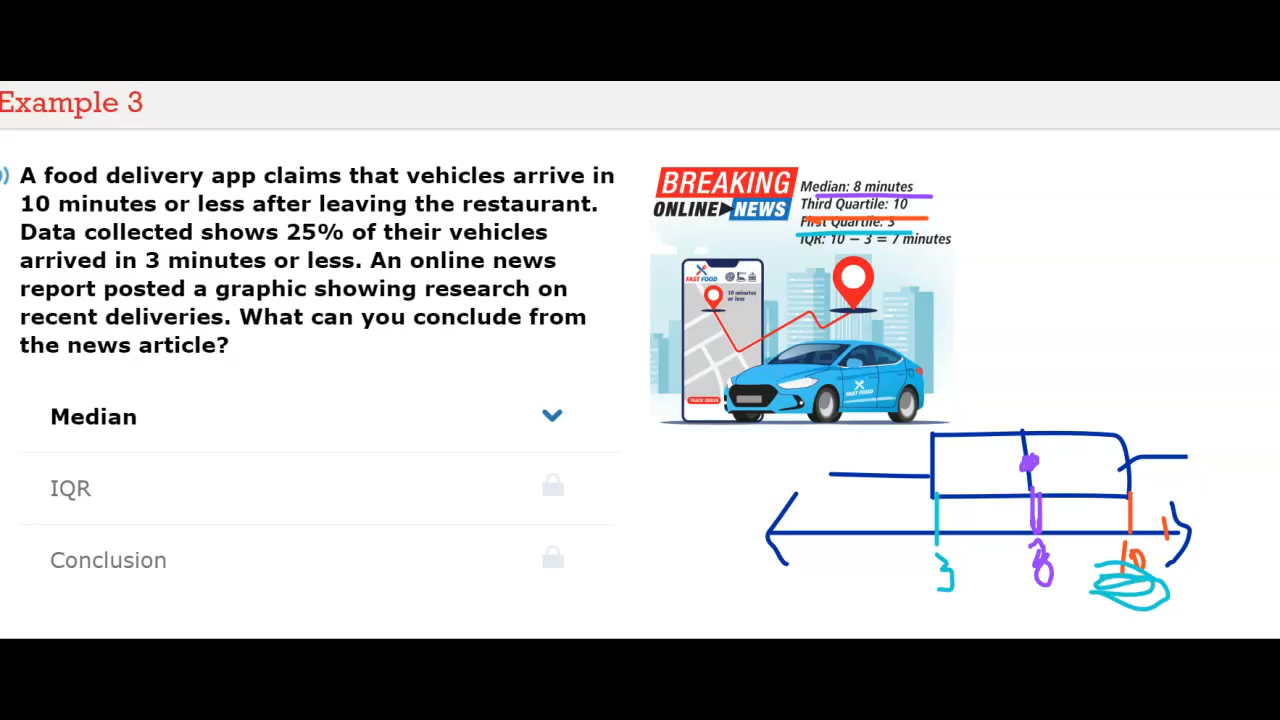 Example 3
A food delivery app claims that vehicles arrive in
10 minutes or less after leaving the restaurant.
Data collected shows 25% of their vehicles
arrived in 3 minutes or less. An online news
report posted a graphic showing research on
recent deliveries. What can you conclude from
the news article?
Median
IQR
Conclusion
BREAKING
ONLINE NEWS
Median: 8 minutes
Third Quartile: 10
First Quartile: 3
IQR: 10 − 3 = 7 minutes
FAST FOOD
10 minutes
or less
TRACK ORDER
FAST FOOD
3
8
10